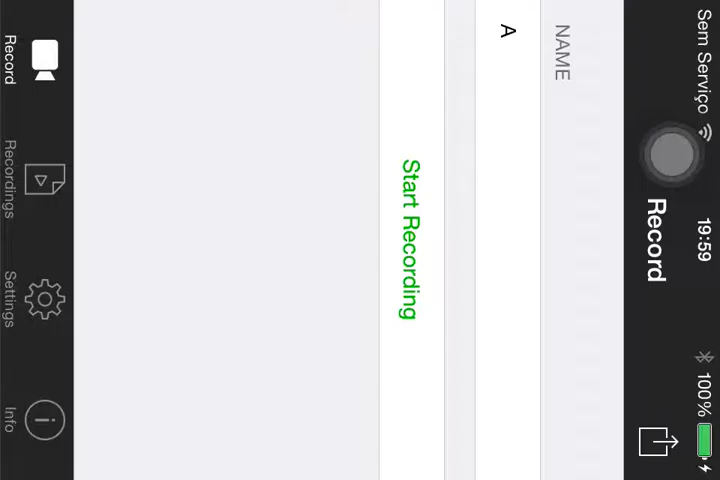 Sem Serviço 19:59 100%
Record
NAME
A
Start Recording
Record Recordings Settings Info